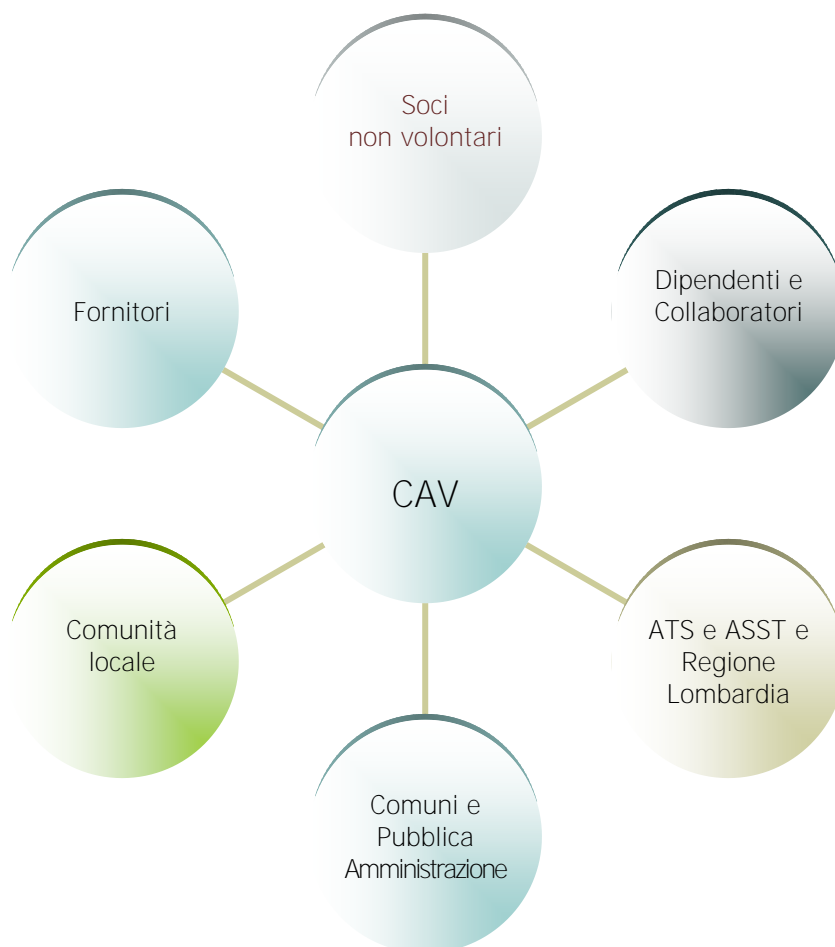 Soci
non volontari
Fornitori
Dipendenti e
Collaboratori
CAV
Comunità
locale
ATS e ASST e
Regione
Lombardia
Comuni e
Pubblica
Amministrazione